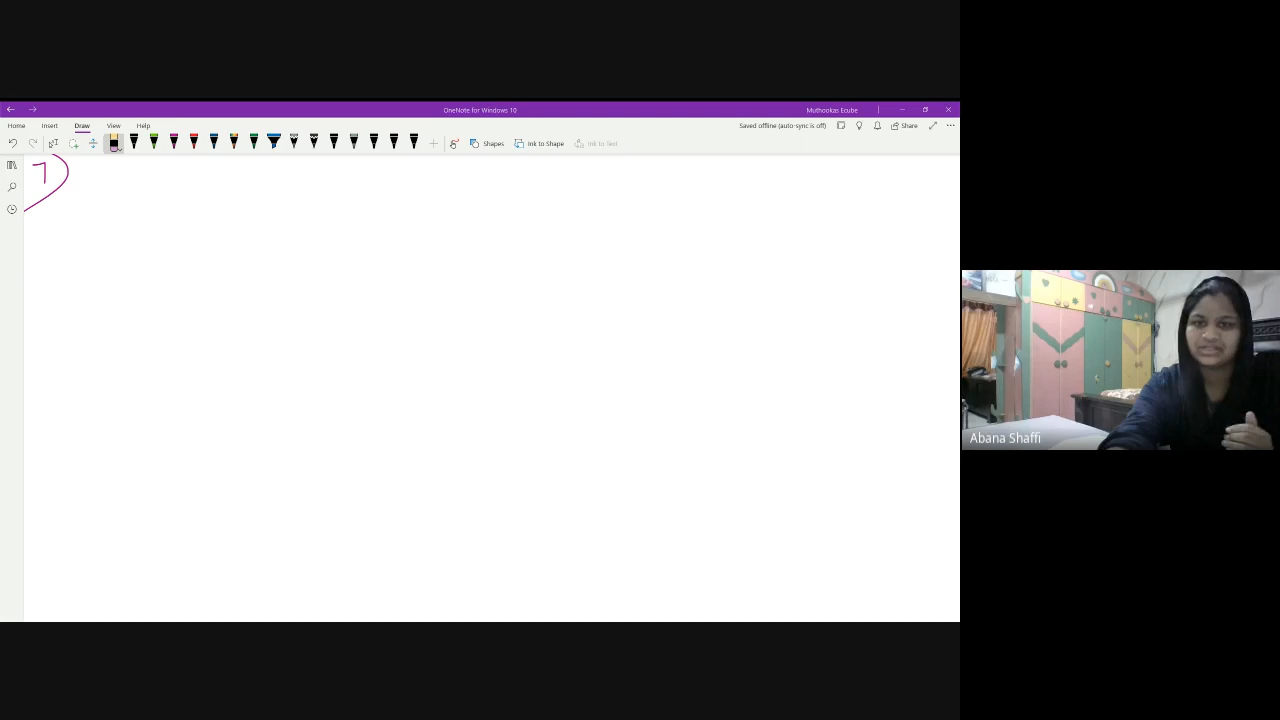 OneNote for Windows 10
Muthookas Ecube
Home Insert Draw View Help
Saved offline (auto-sync is off)
Share
Shapes
Ink to Shape
Ink to Text
7
Abana Shaffi